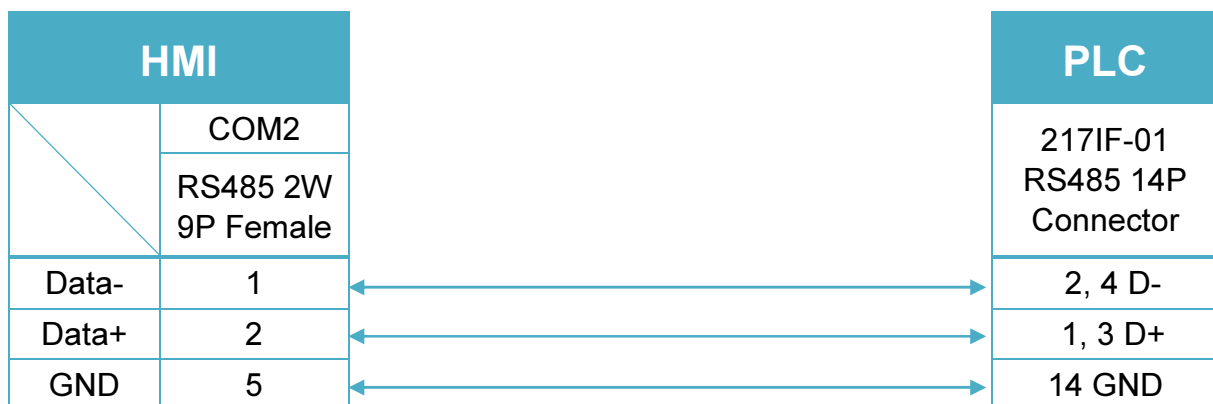 HMI
PLC
COM2
RS485 2W
9P Female
217IF-01
RS485 14P
Connector
Data- 1 2, 4 D-
Data+ 2 1, 3 D+
GND 5 14 GND